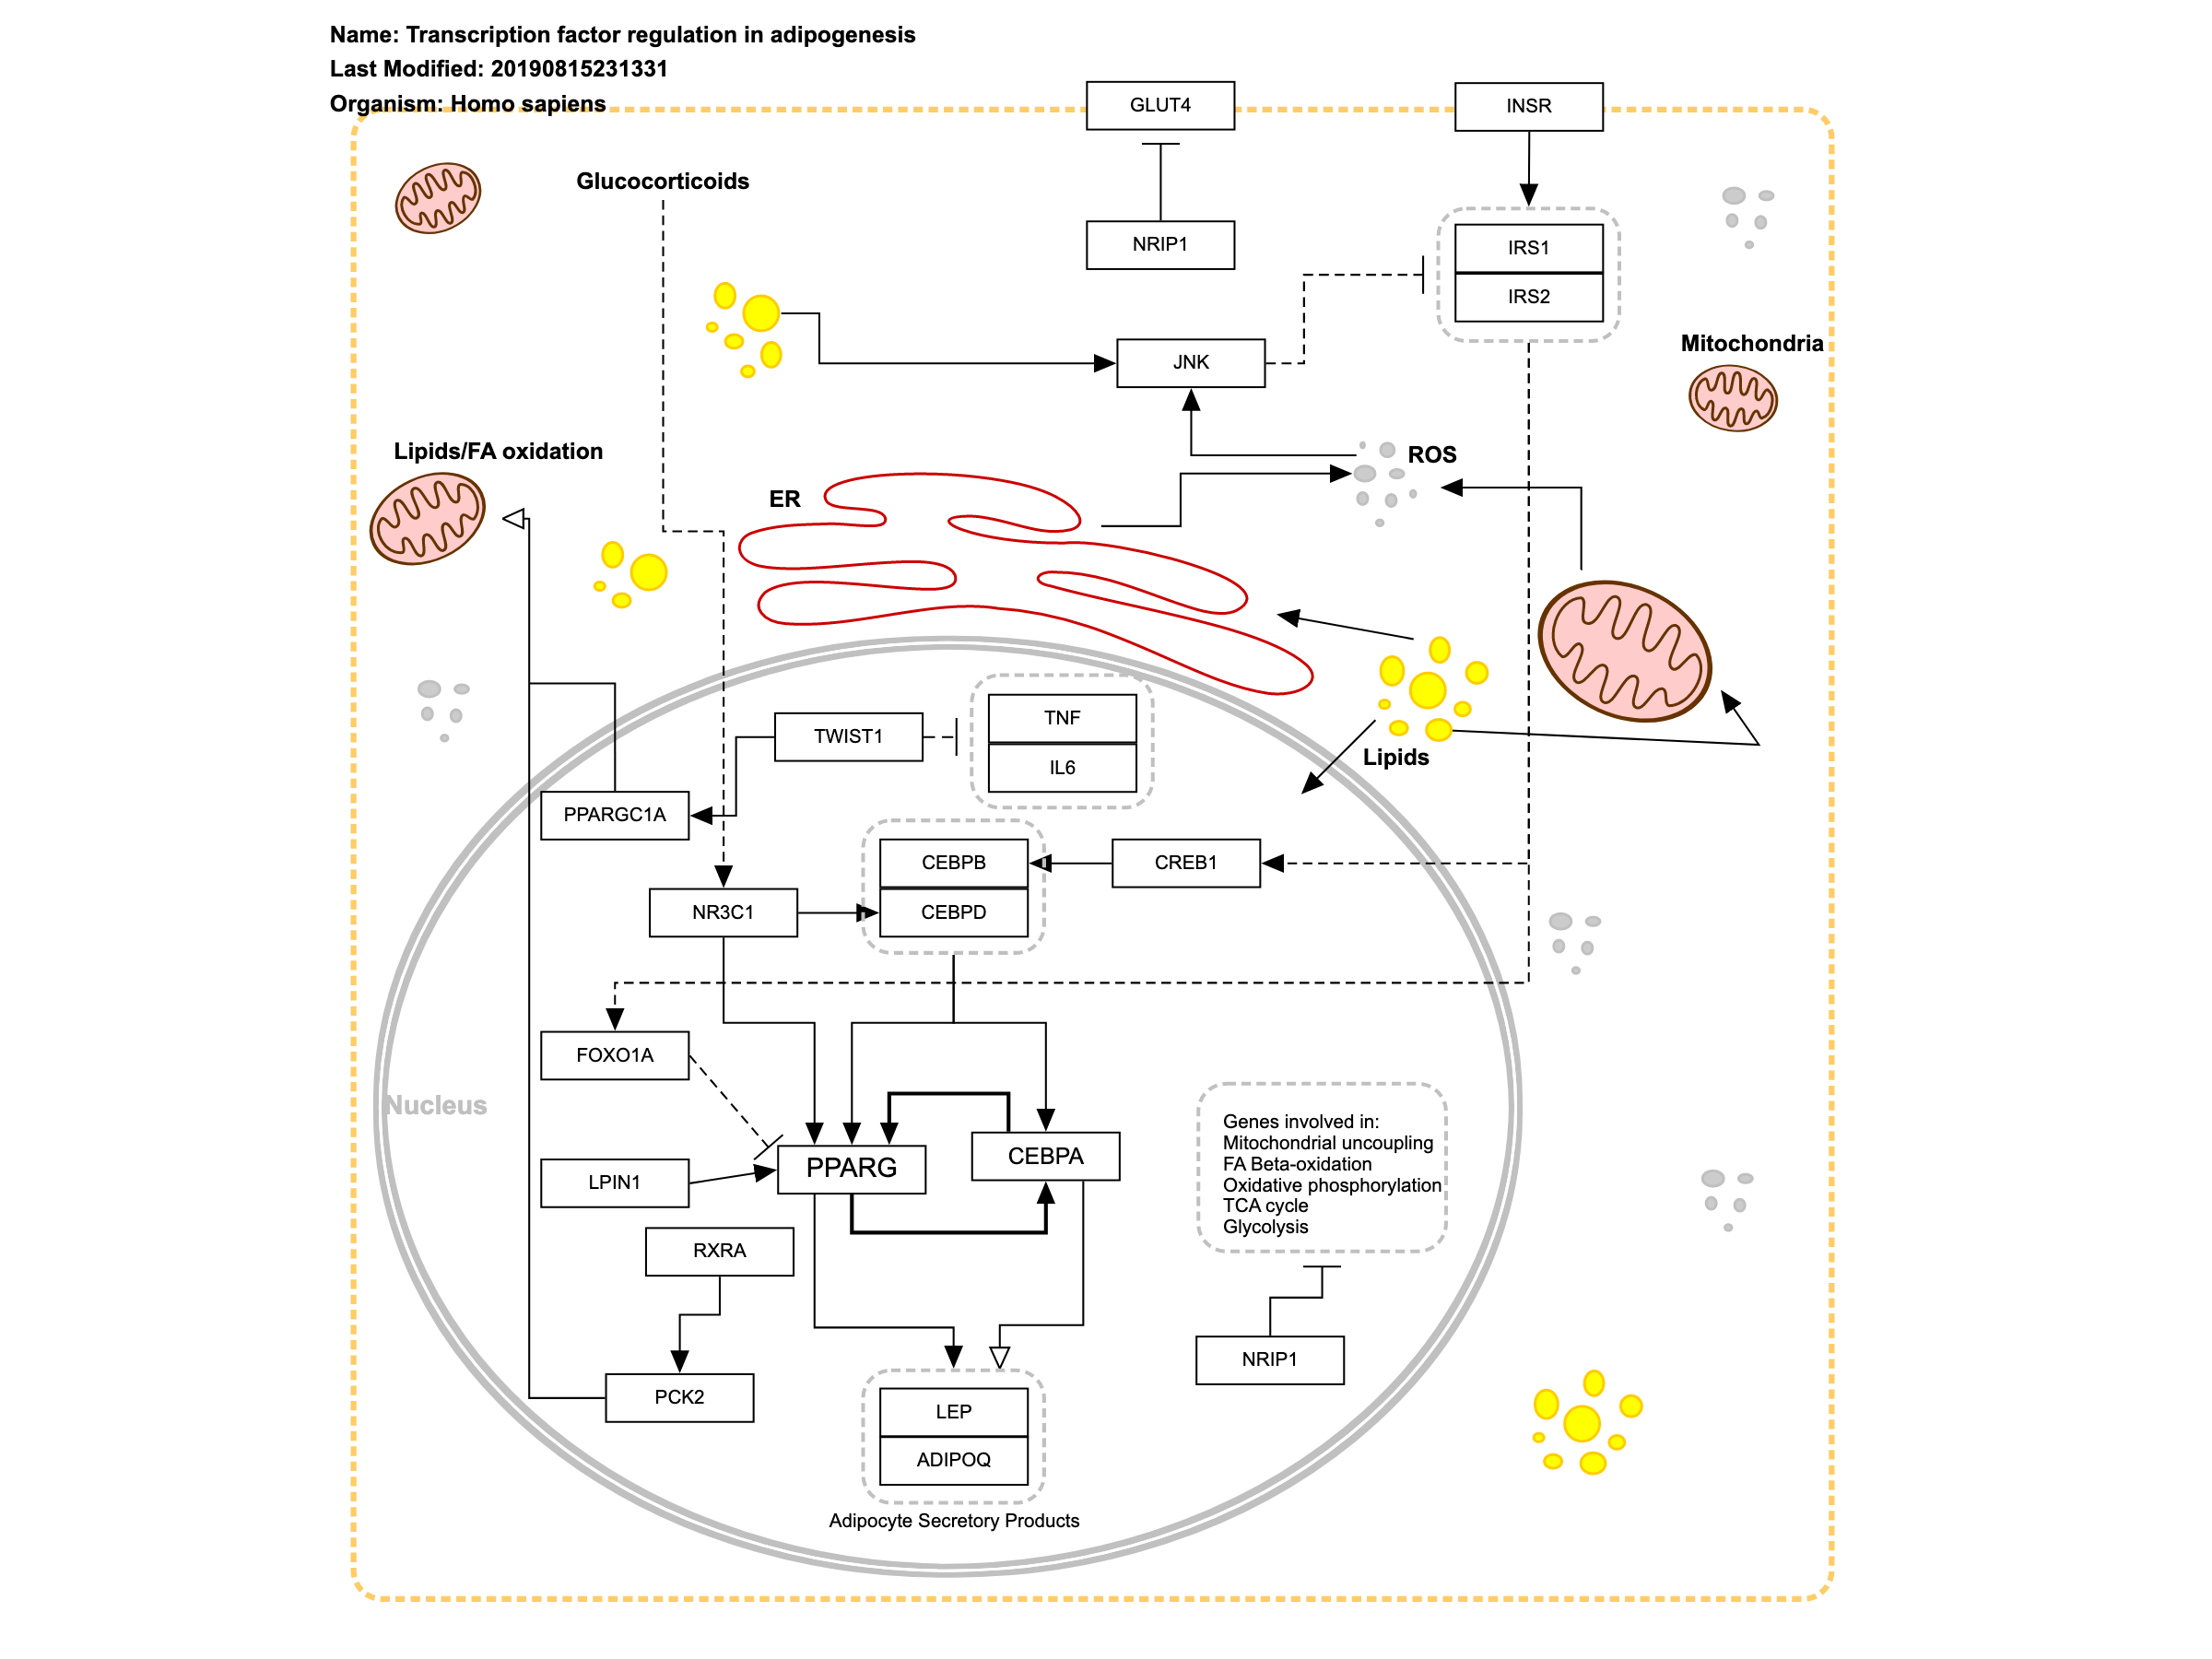 Name: Transcription factor regulation in adipogenesis
Last Modified: 20190815231331
Organism: Homo sapiens
GLUT4
INSR
Glucocorticoids
NRIP1
IRS1
IRS2
Mitochondria
JNK
Lipids/FA oxidation
ROS
ER
TNF
TWIST1
IL6
Lipids
PPARGC1A
CEBPB
CREB1
NR3C1
CEBPD
FOXO1A
Nucleus
Genes involved in:
Mitochondrial uncoupling
FA Beta-oxidation
Oxidative phosphorylation
TCA cycle
Glycolysis
PPARG
CEBPA
LPIN1
RXRA
NRIP1
PCK2
LEP
ADIPOQ
Adipocyte Secretory Products